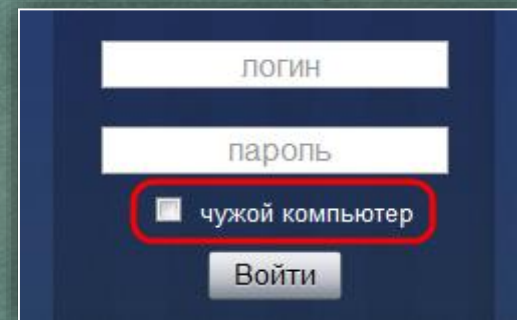 логин
пароль
чужой компьютер
Войти